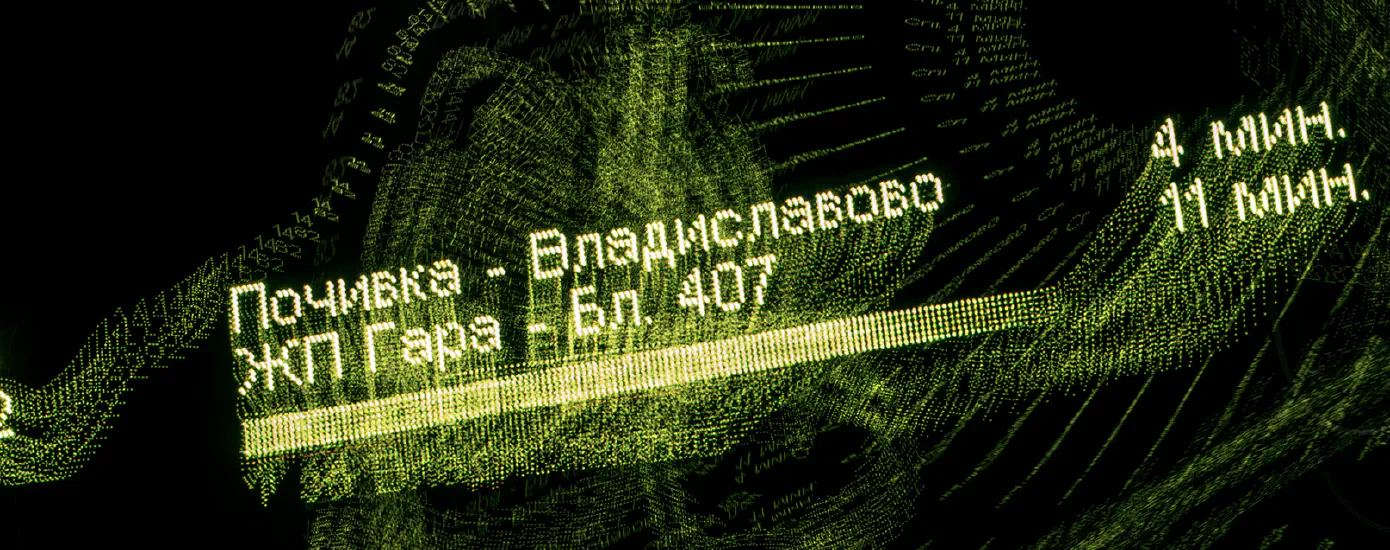 Почивка - Владиславово 4 мин.
ЖП Гара - Бл. 407 11 мин.